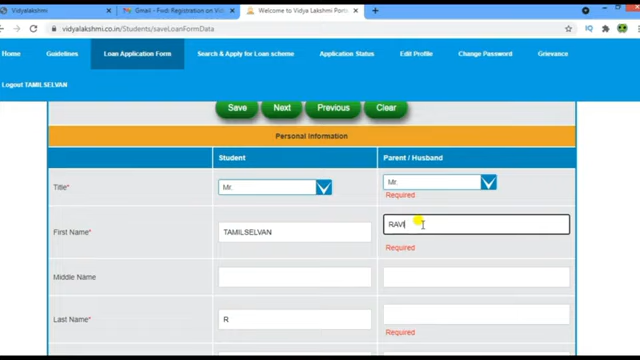 Vidyalakshmi
Gmail - Fwd: Registration on Vid
Welcome to Vidya Lakshmi Porta
vidyalakshmi.co.in/Students/saveLoanFormData
Home Guidelines Loan Application Form Search & Apply for Loan scheme Application Status Edit Profile Change Password Grievance
Logout TAMILSELVAN
Save Next Previous Clear
Personal Information
Student Parent / Husband
Title* Mr. Mr.
Required
First Name* TAMILSELVAN RAVI
Required
Middle Name
Last Name* R
Required